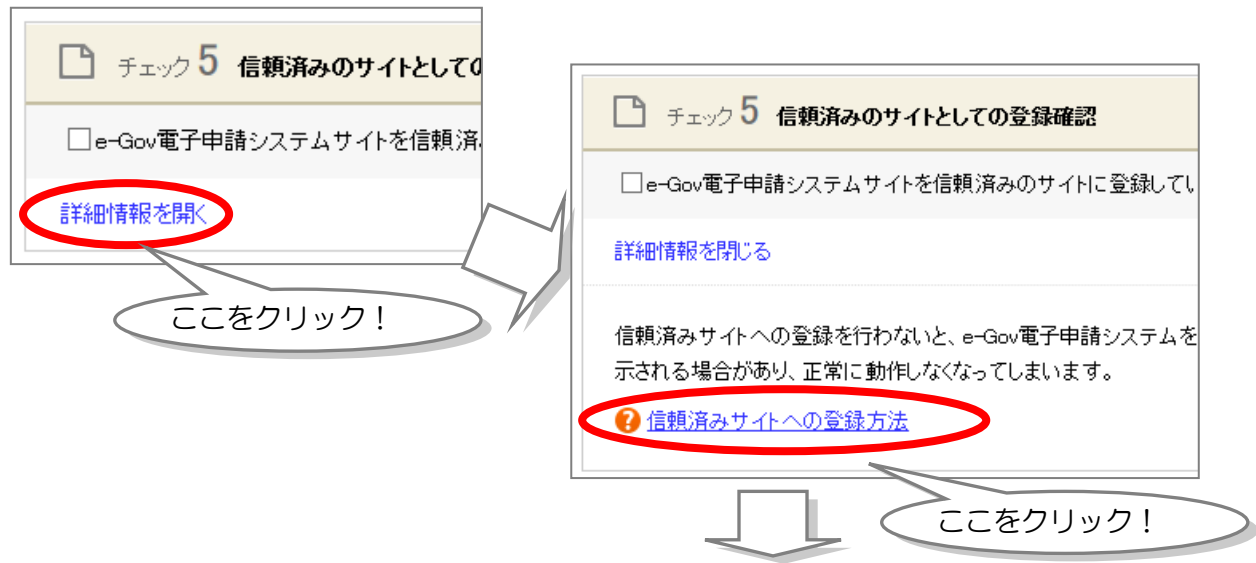 チェック 5 信頼済みのサイトとしての
□e-Gov電子申請システムサイトを信頼済
詳細情報を開く
ここをクリック！
チェック 5 信頼済みのサイトとしての登録確認
□e-Gov電子申請システムサイトを信頼済みのサイトに登録してい
詳細情報を閉じる
信頼済みサイトへの登録を行わないと、e-Gov電子申請システムを
示される場合があり、正常に動作しなくなってしまいます。
? 信頼済みサイトへの登録方法
ここをクリック！